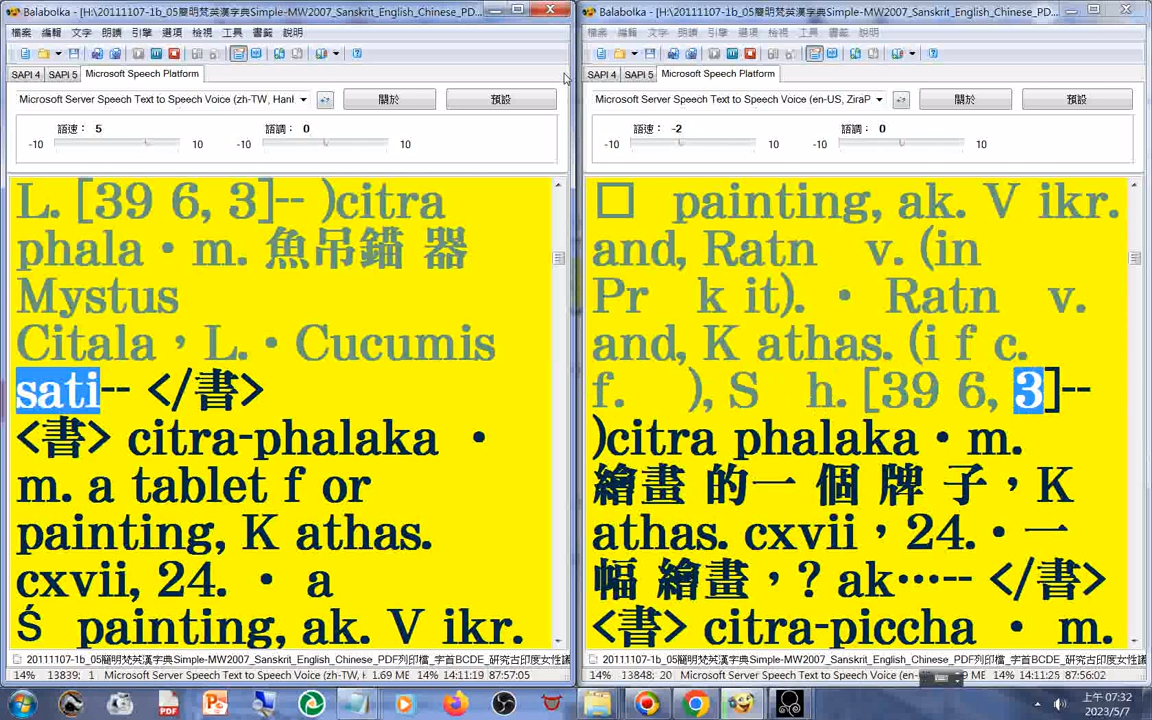 Balabolka - [H:\20111107-1b_05簡明梵英漢字典Simple-MW2007_Sanskrit_English_Chinese_PD...
檔案 編輯 文字 朗讀 引擎 選項 檢視 工具 書籤 說明
SAPI 4 SAPI 5 Microsoft Speech Platform
Microsoft Server Speech Text to Speech Voice (zh-TW, Hanl
關於
預設
語速： 5
語調： 0
-10 10 -10 10
L. [39 6, 3]-- )citra
phala • m. 魚吊錨 器
Mystus
Citala，L.• Cucumis
sati-- </書>
<書> citra-phalaka •
m. a tablet f or
painting, K athas.
cxvii, 24. • a
Ś painting, ak. V ikr.
20111107-1b_05簡明梵英漢字典Simple-MW2007_Sanskrit_English_Chinese_PDF列印檔_字首BCDE_研究古印度女性議
14% 13839; 1 Microsoft Server Speech Text to Speech Voice (zh-TW, H 1.69 ME 14% 14:11:19 87:57:05
Balabolka - [H:\20111107-1b_05簡明梵英漢字典Simple-MW2007_Sanskrit_English_Chinese_PD...
檔案 編輯 文字 朗讀 引擎 選項 檢視 工具 書籤 說明
SAPI 4 SAPI 5 Microsoft Speech Platform
Microsoft Server Speech Text to Speech Voice (en-US, ZiraP
關於
預設
語速： -2
語調： 0
-10 10 -10 10
□ painting, ak. V ikr.
and, Ratn v. (in
Pr k it). • Ratn v.
and, K athas. (i f c.
f. ), S h. [39 6, 3]--
)citra phalaka • m.
繪畫 的一 個 牌 子，K
athas. cxvii，24.•一
幅 繪畫，? ak…-- </書>
<書> citra-piccha • m.
20111107-1b_05簡明梵英漢字典Simple-MW2007_Sanskrit_English_Chinese_PDF列印檔_字首BCDE_研究古印度女性議
14% 13848; 20 Microsoft Server Speech Text to Speech Voice (en-U ME 14% 14:11:25 87:56:02
PDF
上午 07:32
2023/5/7